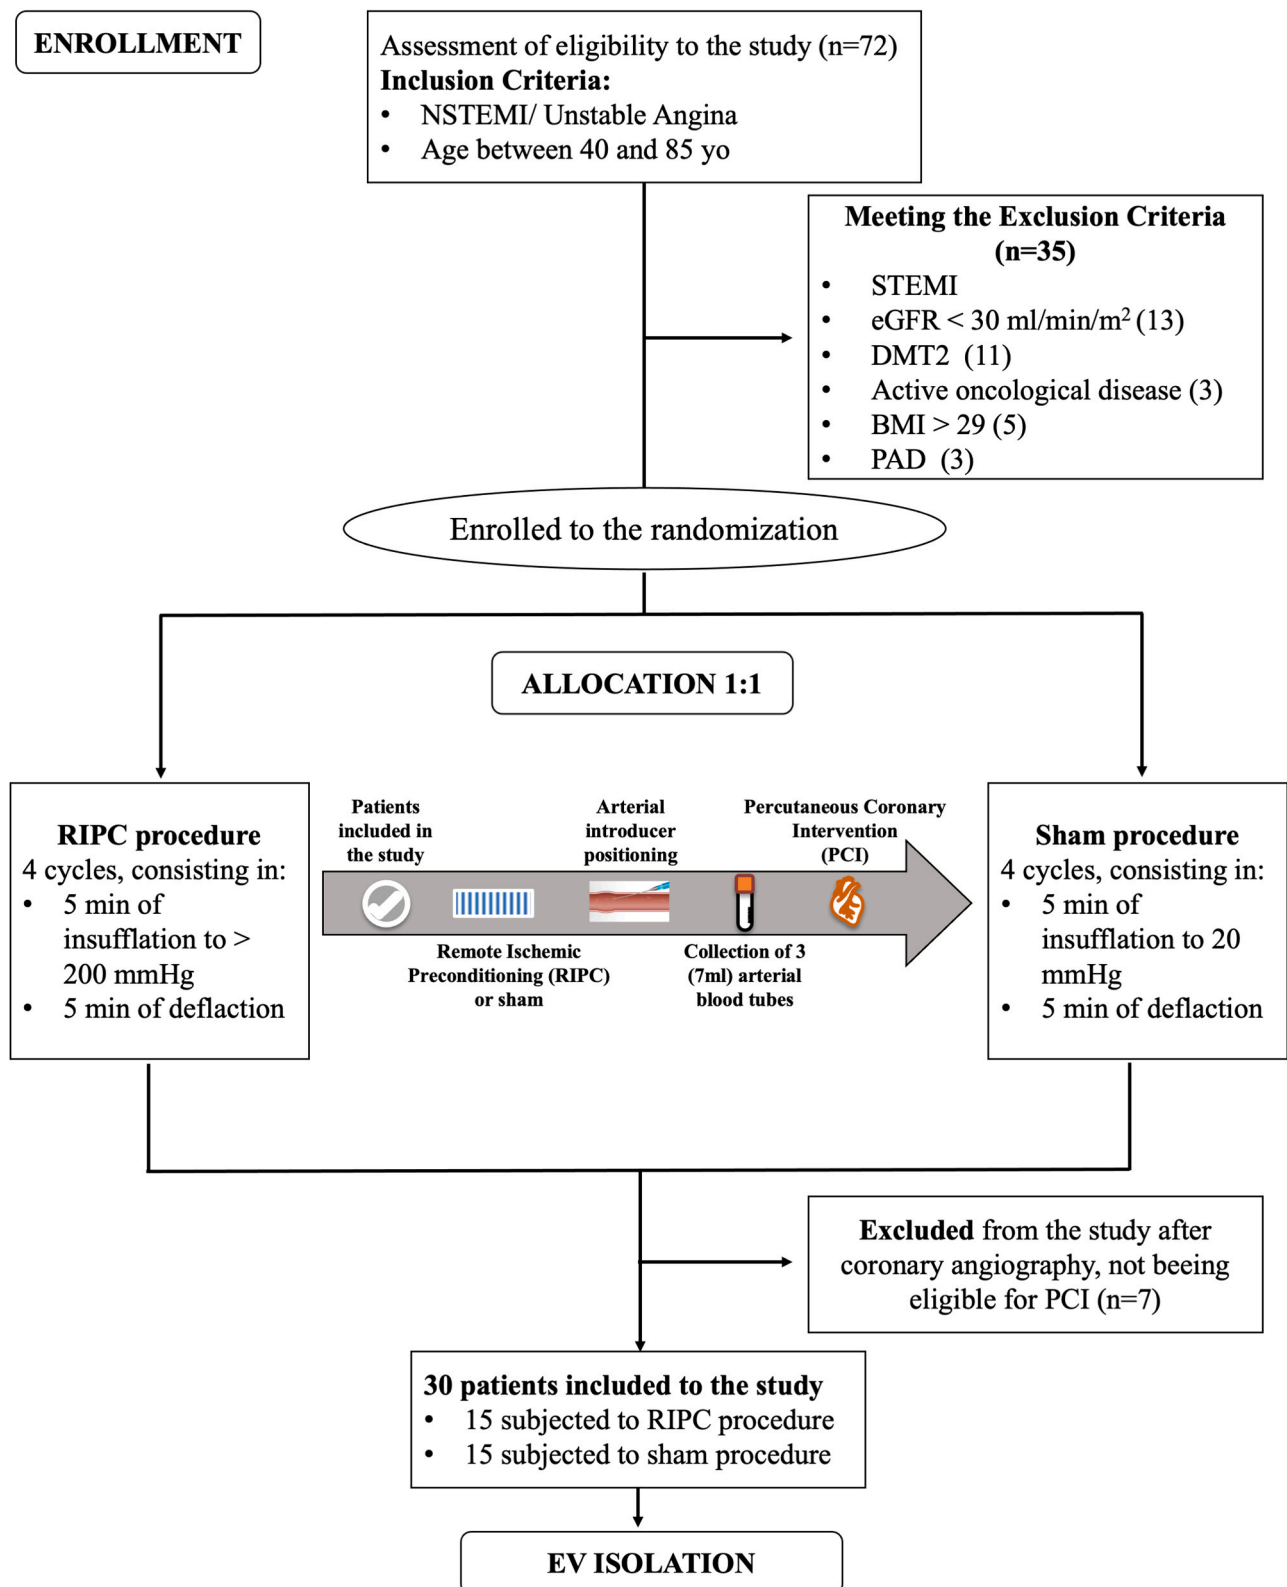 ENROLLMENT
Assessment of eligibility to the study (n=72)
Inclusion Criteria:
• NSTEMI/ Unstable Angina
• Age between 40 and 85 yo
Meeting the Exclusion Criteria
(n=35)
• STEMI
• eGFR < 30 ml/min/m² (13)
• DMT2 (11)
• Active oncological disease (3)
• BMI > 29 (5)
• PAD (3)
Enrolled to the randomization
ALLOCATION 1:1
RIPC procedure
4 cycles, consisting in:
• 5 min of
insufflation to >
200 mmHg
• 5 min of deflaction
Patients
included in
the study
Remote Ischemic
Preconditioning (RIPC)
or sham
Arterial
introducer
positioning
Collection of 3
(7ml) arterial
blood tubes
Percutaneous Coronary
Intervention
(PCI)
Sham procedure
4 cycles, consisting in:
• 5 min of
insufflation to 20
mmHg
• 5 min of deflaction
Excluded from the study after
coronary angiography, not beeing
eligible for PCI (n=7)
30 patients included to the study
• 15 subjected to RIPC procedure
• 15 subjected to sham procedure
EV ISOLATION